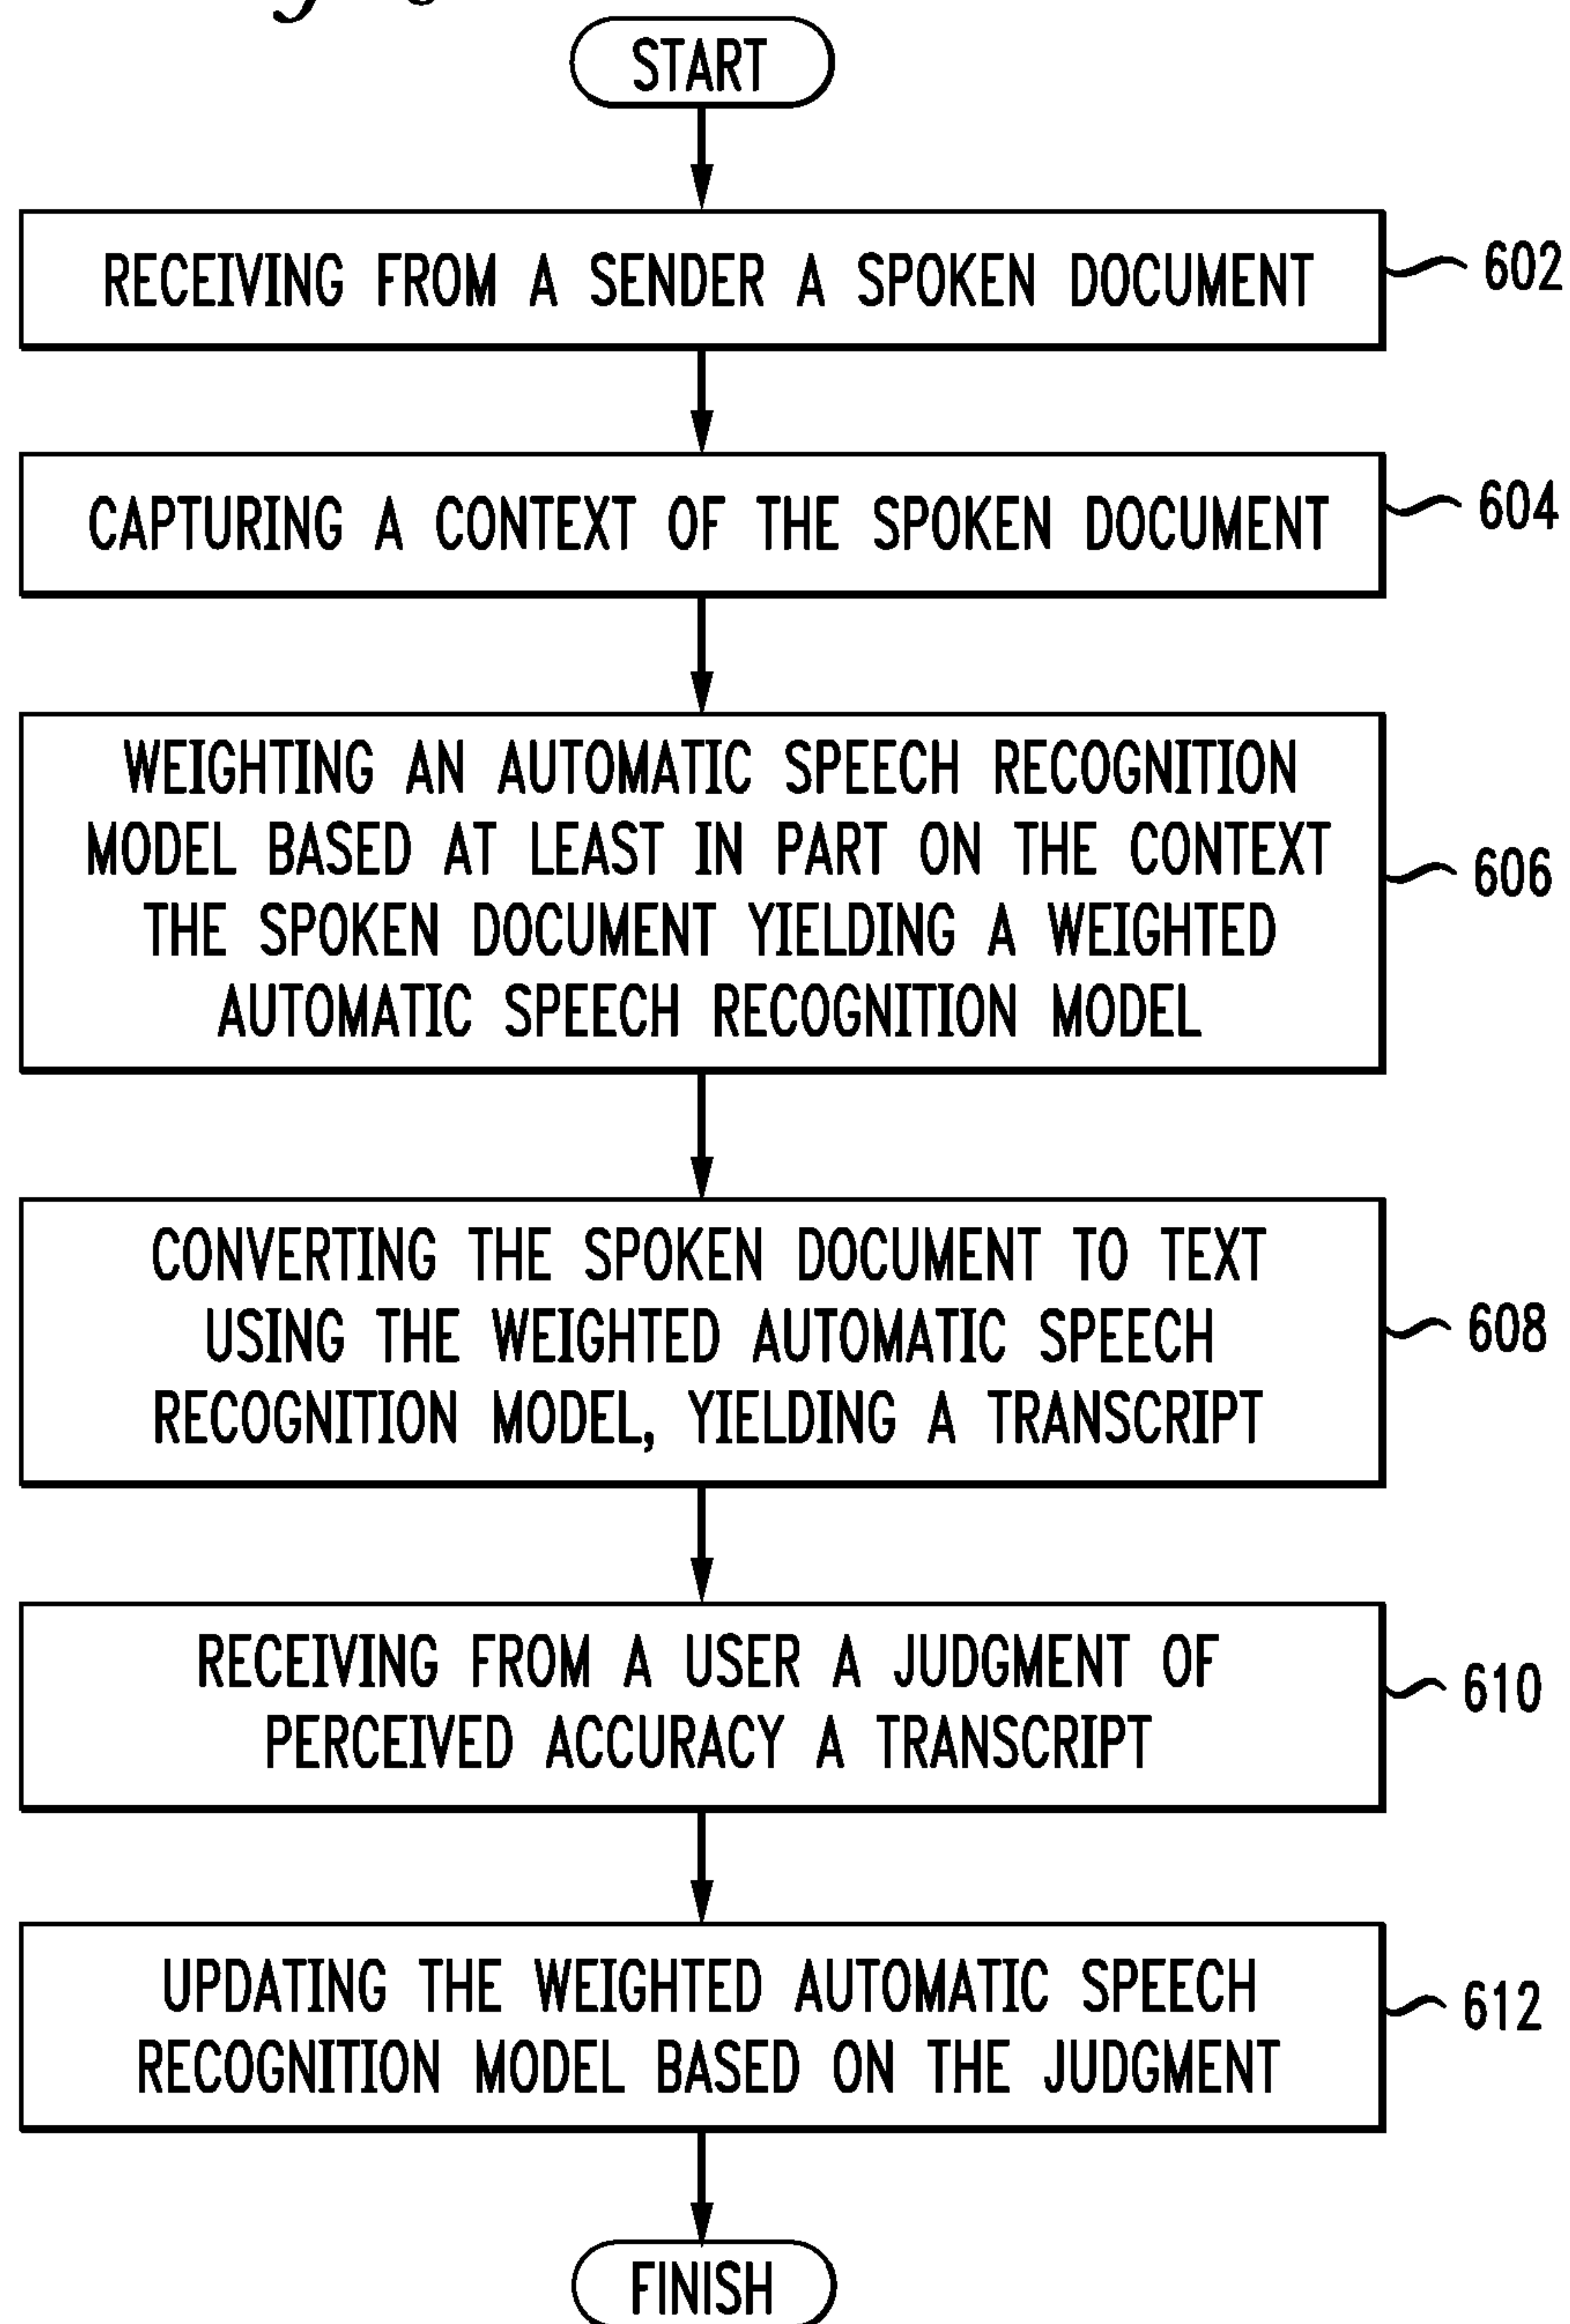 START
RECEIVING FROM A SENDER A SPOKEN DOCUMENT
602
CAPTURING A CONTEXT OF THE SPOKEN DOCUMENT
604
WEIGHTING AN AUTOMATIC SPEECH RECOGNITION
MODEL BASED AT LEAST IN PART ON THE CONTEXT
THE SPOKEN DOCUMENT YIELDING A WEIGHTED
AUTOMATIC SPEECH RECOGNITION MODEL
606
CONVERTING THE SPOKEN DOCUMENT TO TEXT
USING THE WEIGHTED AUTOMATIC SPEECH
RECOGNITION MODEL, YIELDING A TRANSCRIPT
608
RECEIVING FROM A USER A JUDGMENT OF
PERCEIVED ACCURACY A TRANSCRIPT
610
UPDATING THE WEIGHTED AUTOMATIC SPEECH
RECOGNITION MODEL BASED ON THE JUDGMENT
612
FINISH